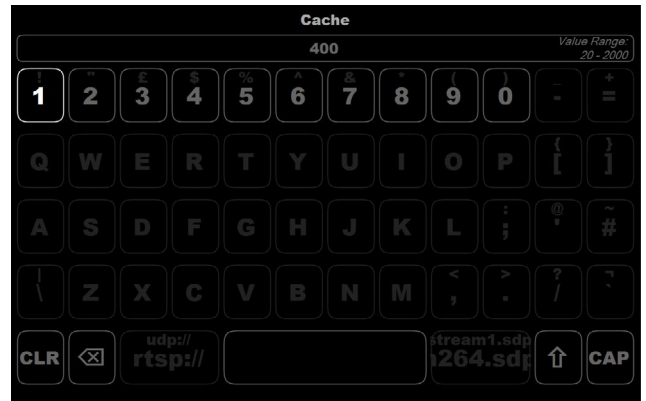 Cache
400
Value Range:
20 - 2000
! " £ $ % ^ & * ( ) _ +
1 2 3 4 5 6 7 8 9 0 - =
{ }
Q W E R T Y U I O P [ ]
: @ ~
A S D F G H J K L ; ' #
| < > ? ¬
\ Z X C V B N M , . / `
udp:// stream1.sdp
CLR rtsp:// h264.sdp CAP